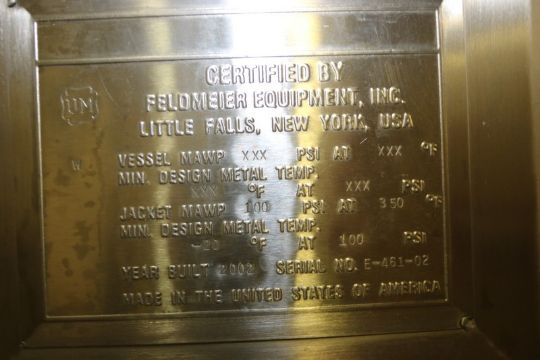 CERTIFIED BY
UM
FELDMEIER EQUIPMENT, INC.
LITTLE FALLS, NEW YORK, USA
W
VESSEL MAWP XXX PSI AT XXX °F
MIN. DESIGN METAL TEMP.
XXX °F AT XXX PSI
JACKET MAWP 100 PSI AT 350 °F
MIN. DESIGN METAL TEMP.
-20 °F AT 100 PSI
YEAR BUILT 2002 SERIAL NO. E-461-02
MADE IN THE UNITED STATES OF AMERICA